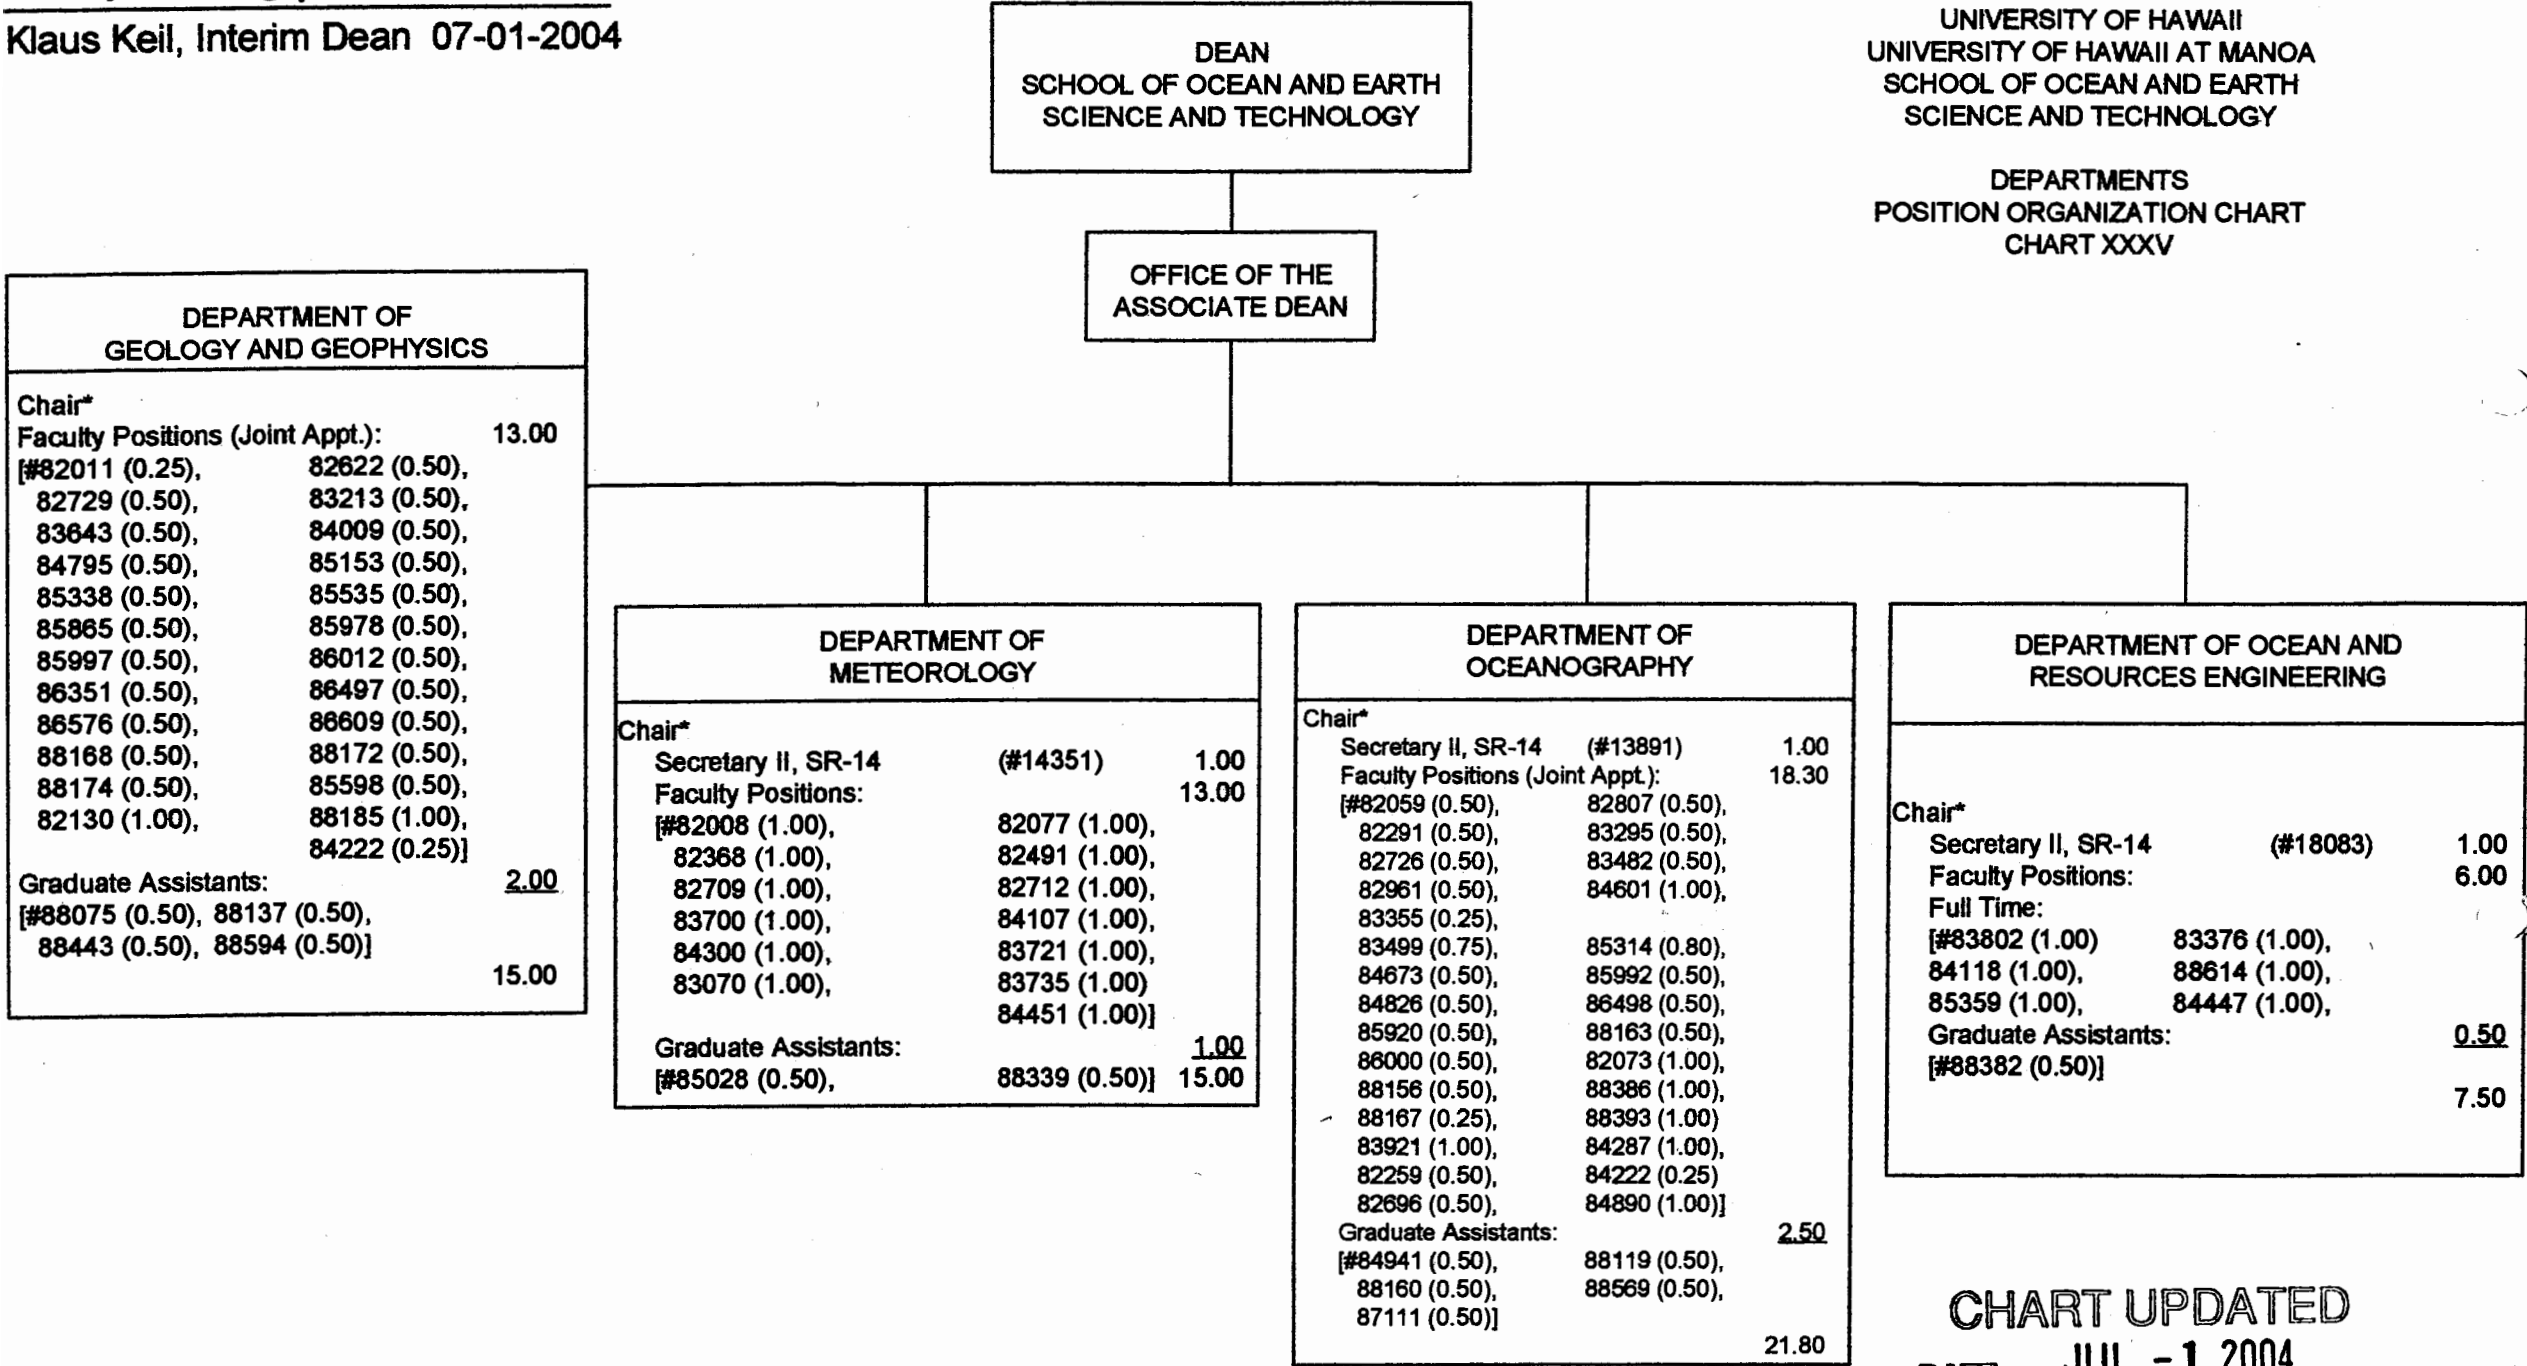 Klaus Keil, Interim Dean 07-01-2004
DEAN
SCHOOL OF OCEAN AND EARTH
SCIENCE AND TECHNOLOGY
UNIVERSITY OF HAWAII
UNIVERSITY OF HAWAII AT MANOA
SCHOOL OF OCEAN AND EARTH
SCIENCE AND TECHNOLOGY
DEPARTMENTS
POSITION ORGANIZATION CHART
CHART XXXV
OFFICE OF THE
ASSOCIATE DEAN
DEPARTMENT OF
GEOLOGY AND GEOPHYSICS
Chair*
Faculty Positions (Joint Appt.): 13.00
[#82011 (0.25), 82622 (0.50),
82729 (0.50), 83213 (0.50),
83643 (0.50), 84009 (0.50),
84795 (0.50), 85153 (0.50),
85338 (0.50), 85535 (0.50),
85865 (0.50), 85978 (0.50),
85997 (0.50), 86012 (0.50),
86351 (0.50), 86497 (0.50),
86576 (0.50), 86609 (0.50),
88168 (0.50), 88172 (0.50),
88174 (0.50), 85598 (0.50),
82130 (1.00), 88185 (1.00),
84222 (0.25)]
Graduate Assistants: 2.00
[#88075 (0.50), 88137 (0.50),
88443 (0.50), 88594 (0.50)]
15.00
DEPARTMENT OF
METEOROLOGY
Chair*
Secretary II, SR-14 (#14351) 1.00
Faculty Positions: 13.00
[#82008 (1.00), 82077 (1.00),
82368 (1.00), 82491 (1.00),
82709 (1.00), 82712 (1.00),
83700 (1.00), 84107 (1.00),
84300 (1.00), 83721 (1.00),
83070 (1.00), 83735 (1.00)
84451 (1.00)]
Graduate Assistants: 1.00
[#85028 (0.50), 88339 (0.50)] 15.00
DEPARTMENT OF
OCEANOGRAPHY
Chair*
Secretary II, SR-14 (#13891) 1.00
Faculty Positions (Joint Appt.): 18.30
[#82059 (0.50), 82807 (0.50),
82291 (0.50), 83295 (0.50),
82726 (0.50), 83482 (0.50),
82961 (0.50), 84601 (1.00),
83355 (0.25),
83499 (0.75), 85314 (0.80),
84673 (0.50), 85992 (0.50),
84826 (0.50), 86498 (0.50),
85920 (0.50), 88163 (0.50),
86000 (0.50), 82073 (1.00),
88156 (0.50), 88386 (1.00),
88167 (0.25), 88393 (1.00)
83921 (1.00), 84287 (1.00),
82259 (0.50), 84222 (0.25)
82696 (0.50), 84890 (1.00)]
Graduate Assistants: 2.50
[#84941 (0.50), 88119 (0.50),
88160 (0.50), 88569 (0.50),
87111 (0.50)]
21.80
DEPARTMENT OF OCEAN AND
RESOURCES ENGINEERING
Chair*
Secretary II, SR-14 (#18083) 1.00
Faculty Positions: 6.00
Full Time:
[#83802 (1.00) 83376 (1.00),
84118 (1.00), 88614 (1.00),
85359 (1.00), 84447 (1.00),
Graduate Assistants: 0.50
[#88382 (0.50)]
7.50
CHART UPDATED
JUL - 1 2004